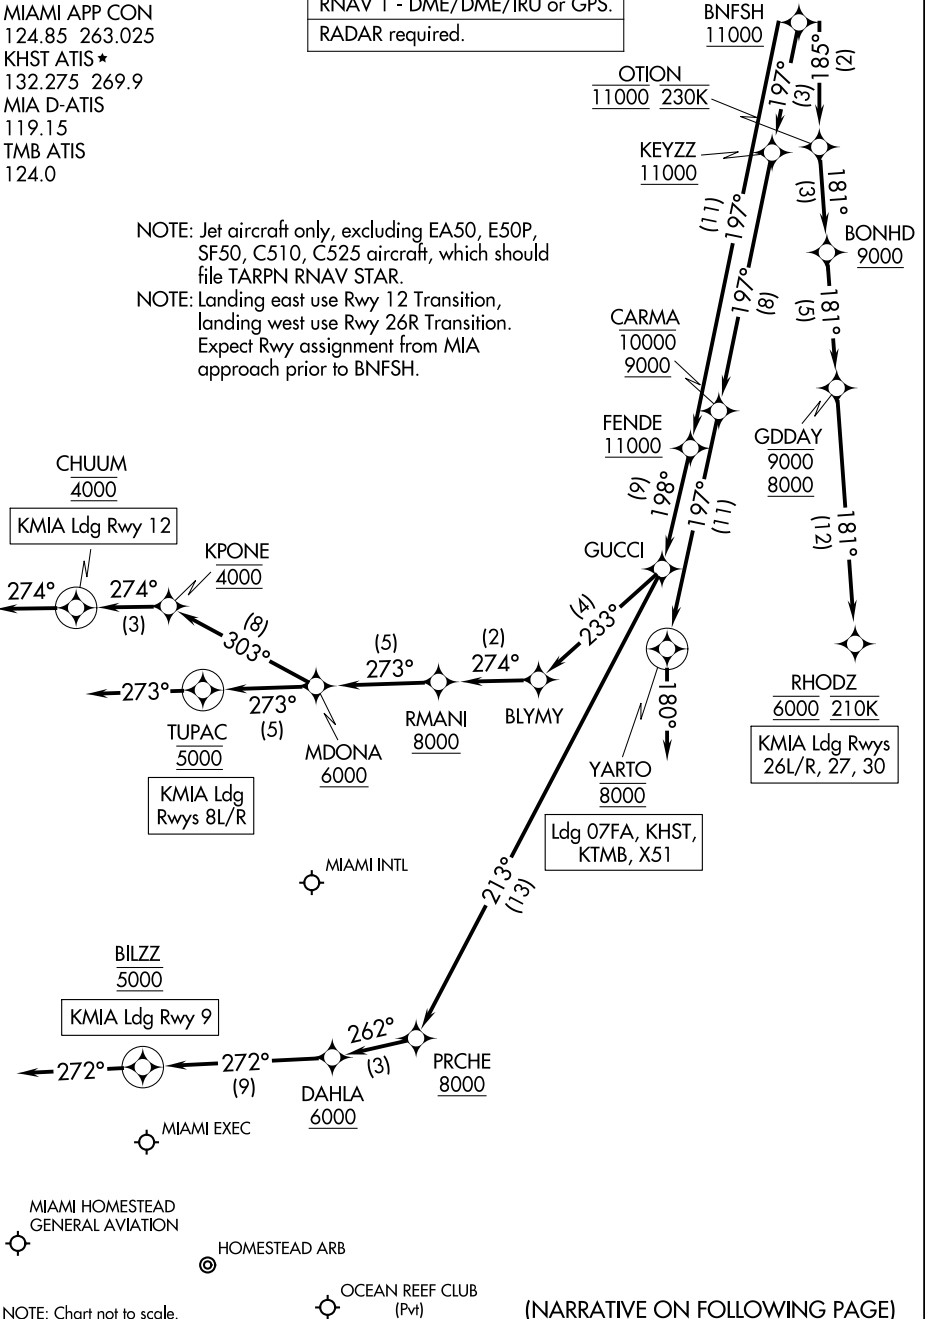 MIAMI APP CON
124.85 263.025
KHST ATIS★
132.275 269.9
MIA D-ATIS
119.15
TMB ATIS
124.0
RNAV 1 - DME/DME/IRU or GPS.
RADAR required.
NOTE: Jet aircraft only, excluding EA50, E50P,
SF50, C510, C525 aircraft, which should
file TARPN RNAV STAR.
NOTE: Landing east use Rwy 12 Transition,
landing west use Rwy 26R Transition.
Expect Rwy assignment from MIA
approach prior to BNFSH.
BNFSH
11000
185°
(2)
197°
(3)
OTION
11000 230K
KEYZZ
11000
181°
(3)
BONHD
9000
197°
(11)
197°
(8)
181°
(5)
CARMA
10000
9000
FENDE
11000
GDDAY
9000
8000
198°
(9)
197°
(11)
181°
(12)
GUCCI
CHUUM
4000
KMIA Ldg Rwy 12
KPONE
4000
274°
274°
(3)
303°
(8)
273°
(5)
274°
(2)
233°
(4)
273°
273°
(5)
TUPAC
5000
KMIA Ldg
Rwys 8L/R
MDONA
6000
RMANI
8000
BLYMY
180°
YARTO
8000
Ldg 07FA, KHST,
KTMB, X51
RHODZ
6000 210K
KMIA Ldg Rwys
26L/R, 27, 30
MIAMI INTL
213°
(13)
BILZZ
5000
KMIA Ldg Rwy 9
272°
272°
(9)
262°
(3)
DAHLA
6000
PRCHE
8000
MIAMI EXEC
MIAMI HOMESTEAD
GENERAL AVIATION
HOMESTEAD ARB
OCEAN REEF CLUB
(Pvt)
NOTE: Chart not to scale.
(NARRATIVE ON FOLLOWING PAGE)